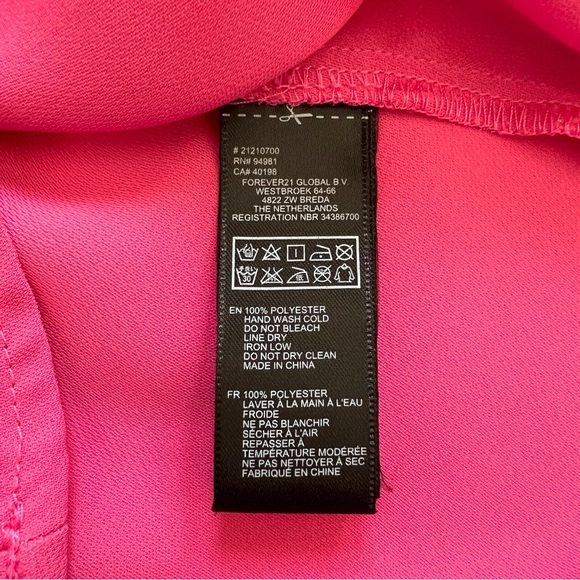 # 21210700
RN# 94981
CA# 40198
FOREVER21 GLOBAL B.V.
WESTBROEK 64-66
4822 ZW BREDA
THE NETHERLANDS
REGISTRATION NBR 34386700
30
EN 100% POLYESTER
HAND WASH COLD
DO NOT BLEACH
LINE DRY
IRON LOW
DO NOT DRY CLEAN
MADE IN CHINA
FR 100% POLYESTER
LAVER À LA MAIN À L'EAU
FROIDE
NE PAS BLANCHIR
SÉCHER À L'AIR
REPASSER À
TEMPÉRATURE MODÉRÉE
NE PAS NETTOYER À SEC
FABRIQUÉ EN CHINE